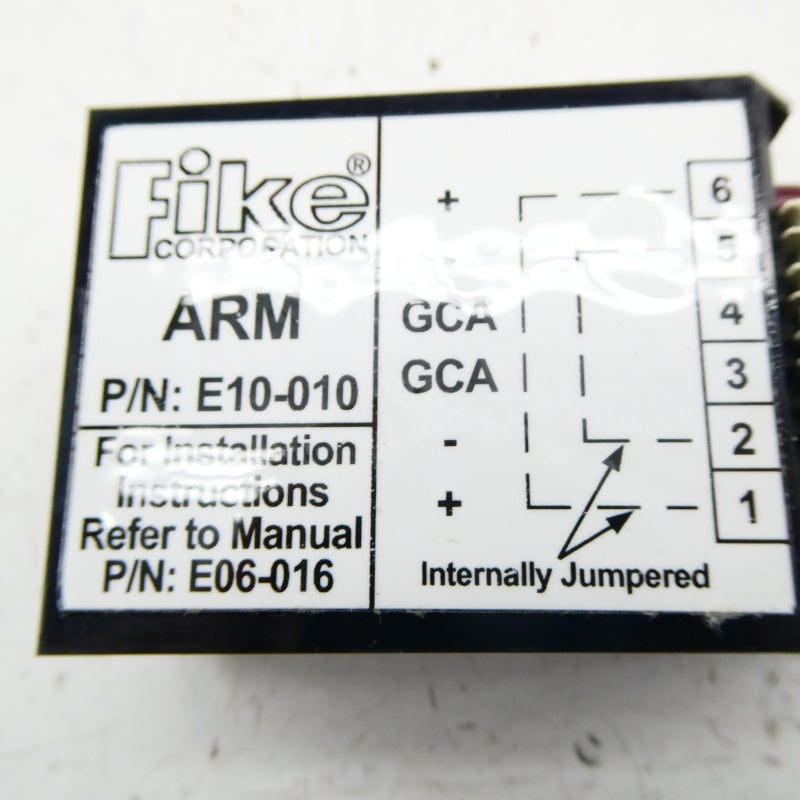 Fike®
CORPORATION
ARM
P/N: E10-010
For Installation
Instructions
Refer to Manual
P/N: E06-016
+ 6
- 5
GCA 4
GCA 3
- 2
+ 1
Internally Jumpered